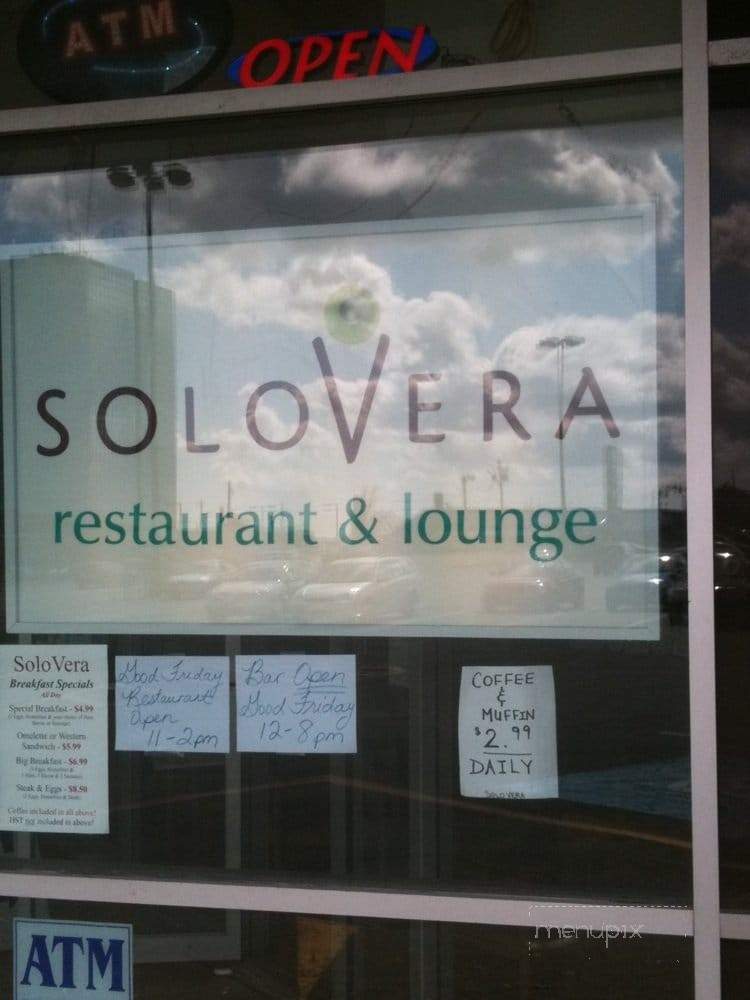 ATM
OPEN
SOLOVERA
restaurant & lounge
SoloVera
Breakfast Specials
All Day
Special Breakfast - $4.99
Omelette or Western
Sandwich - $5.99
Big Breakfast - $6.99
Steak & Eggs - $8.50
Coffee included in all above!
HST not included in above!
Good Friday
Restaurant
Open
11-2pm
Bar Open
Good Friday
12-8pm
COFFEE
&
MUFFIN
$2.99
DAILY
SOLO VERA
ATM
menupix